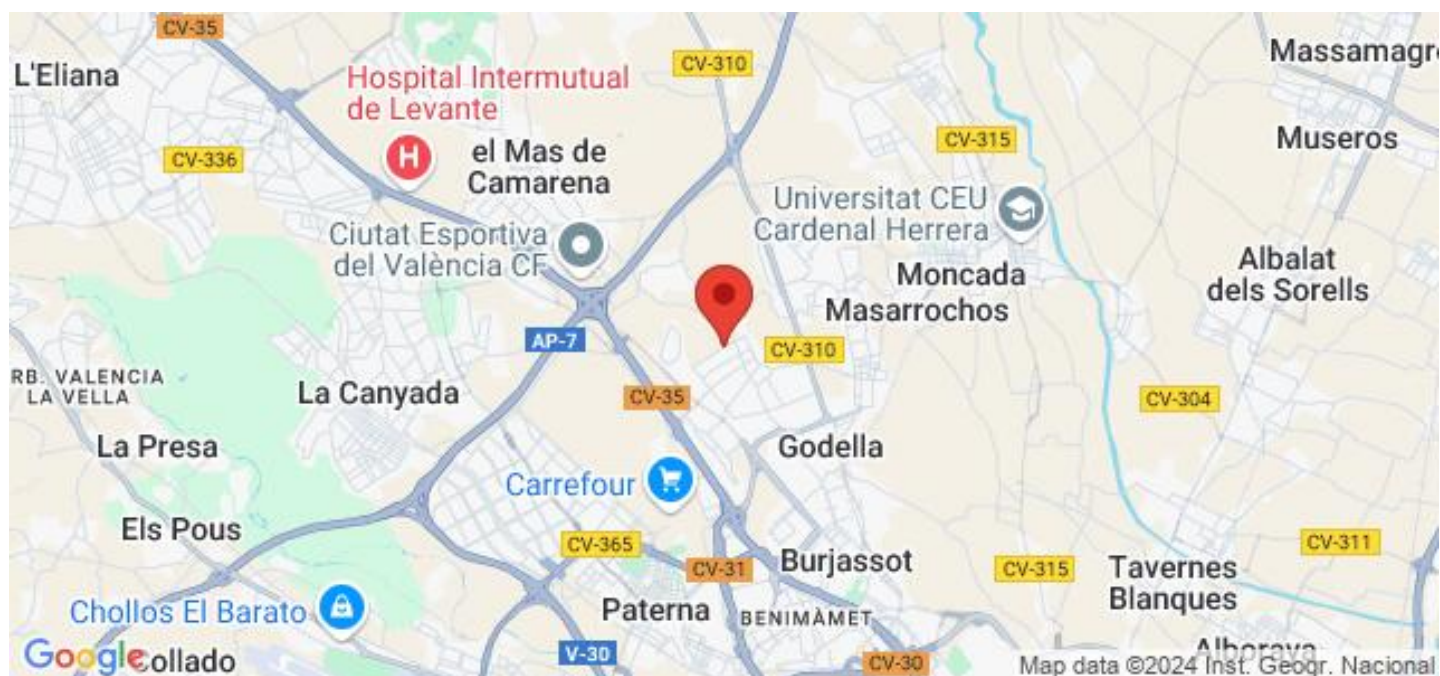 CV-35
L'Eliana
CV-310
Massamagr
Hospital Intermutual
de Levante
H
CV-336
el Mas de
Camarena
CV-315
Museros
Universitat CEU
Cardenal Herrera
Ciutat Esportiva
del València CF
Moncada
Masarrochos
Albalat
dels Sorells
AP-7
CV-310
RB. VALENCIA
LA VELLA
La Canyada
CV-35
CV-304
La Presa
Godella
Carrefour
Els Pous
CV-365
CV-311
Burjassot
CV-31
CV-315
Tavernes
Blanques
Chollos El Barato
Paterna
BENIMÀMET
Google
Collado
V-30
CV-30
Alboraya
Map data ©2024 Inst. Geogr. Nacional